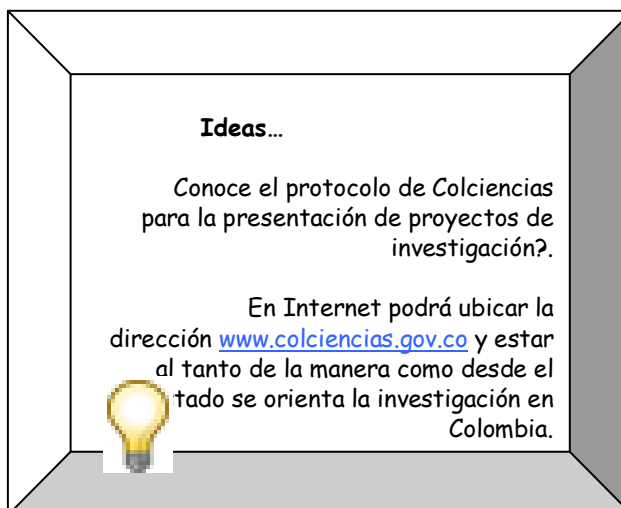 Ideas…
Conoce el protocolo de Colciencias
para la presentación de proyectos de
investigación?.
En Internet podrá ubicar la
dirección www.colciencias.gov.co y estar
al tanto de la manera como desde el
tado se orienta la investigación en
Colombia.